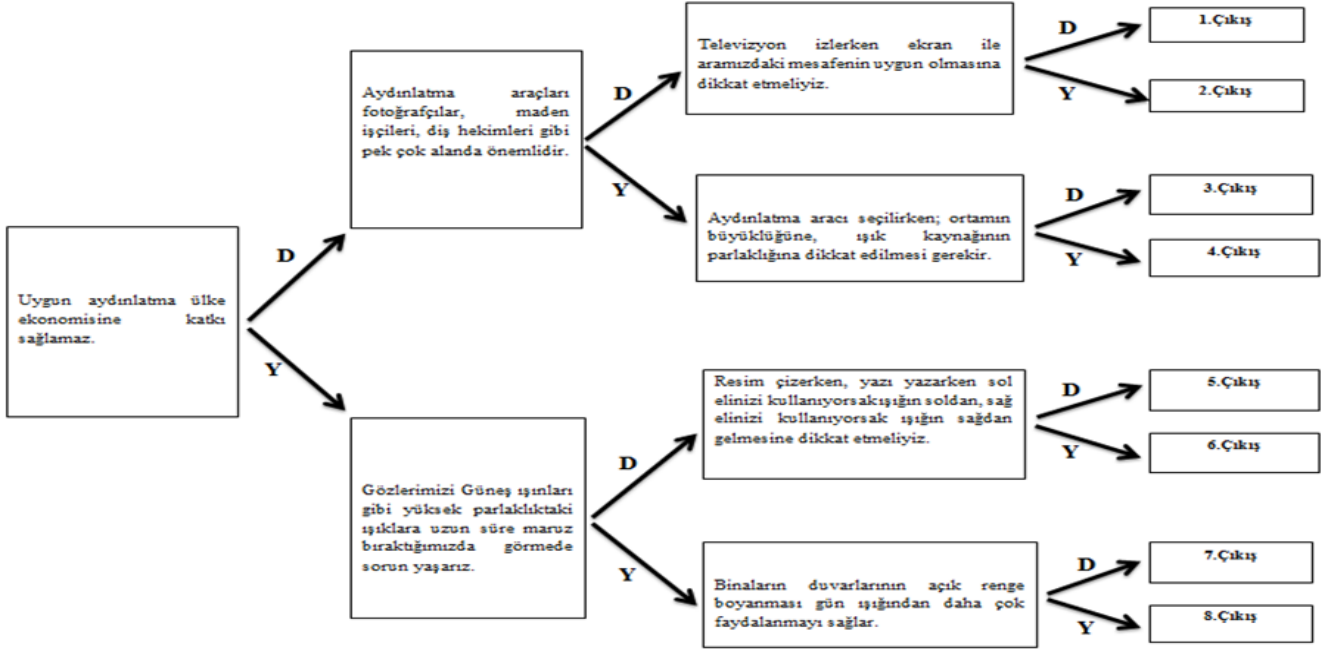 Uygun aydınlatma ülke
ekonomisine katkı
sağlamaz.
D
Y
Aydınlatma araçları
fotoğrafçılar, maden
işçileri, diş hekimleri gibi
pek çok alanda önemlidir.
D
Y
Televizyon izlerken ekran ile
aramızdaki mesafenin uygun olmasına
dikkat etmeliyiz.
D
1.Çıkış
Y
2.Çıkış
Aydınlatma aracı seçilirken; ortamın
büyüklüğüne, ışık kaynağının
parlaklığına dikkat edilmesi gerekir.
D
3.Çıkış
Y
4.Çıkış
Gözlerimizi Güneş ışınları
gibi yüksek parlaklıktaki
ışıklara uzun süre maruz
bıraktığımızda görmede
sorun yaşarız.
D
Y
Resim çizerken, yazı yazarken sol
elinizi kullanıyorsakışığın soldan, sağ
elinizi kullanıyorsak ışığın sağdan
gelmesine dikkat etmeliyiz.
D
5.Çıkış
Y
6.Çıkış
Binaların duvarlarının açık renge
boyanması gün ışığından daha çok
faydalanmayı sağlar.
D
7.Çıkış
Y
8.Çıkış